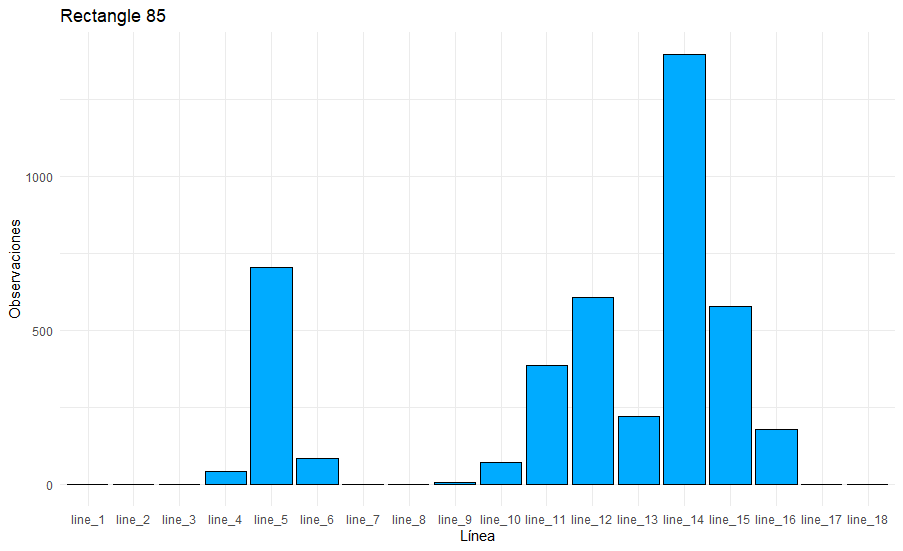 Rectangle 85
Observaciones
1000
500
0
line_1 line_2 line_3 line_4 line_5 line_6 line_7 line_8 line_9 line_10 line_11 line_12 line_13 line_14 line_15 line_16 line_17 line_18
Línea